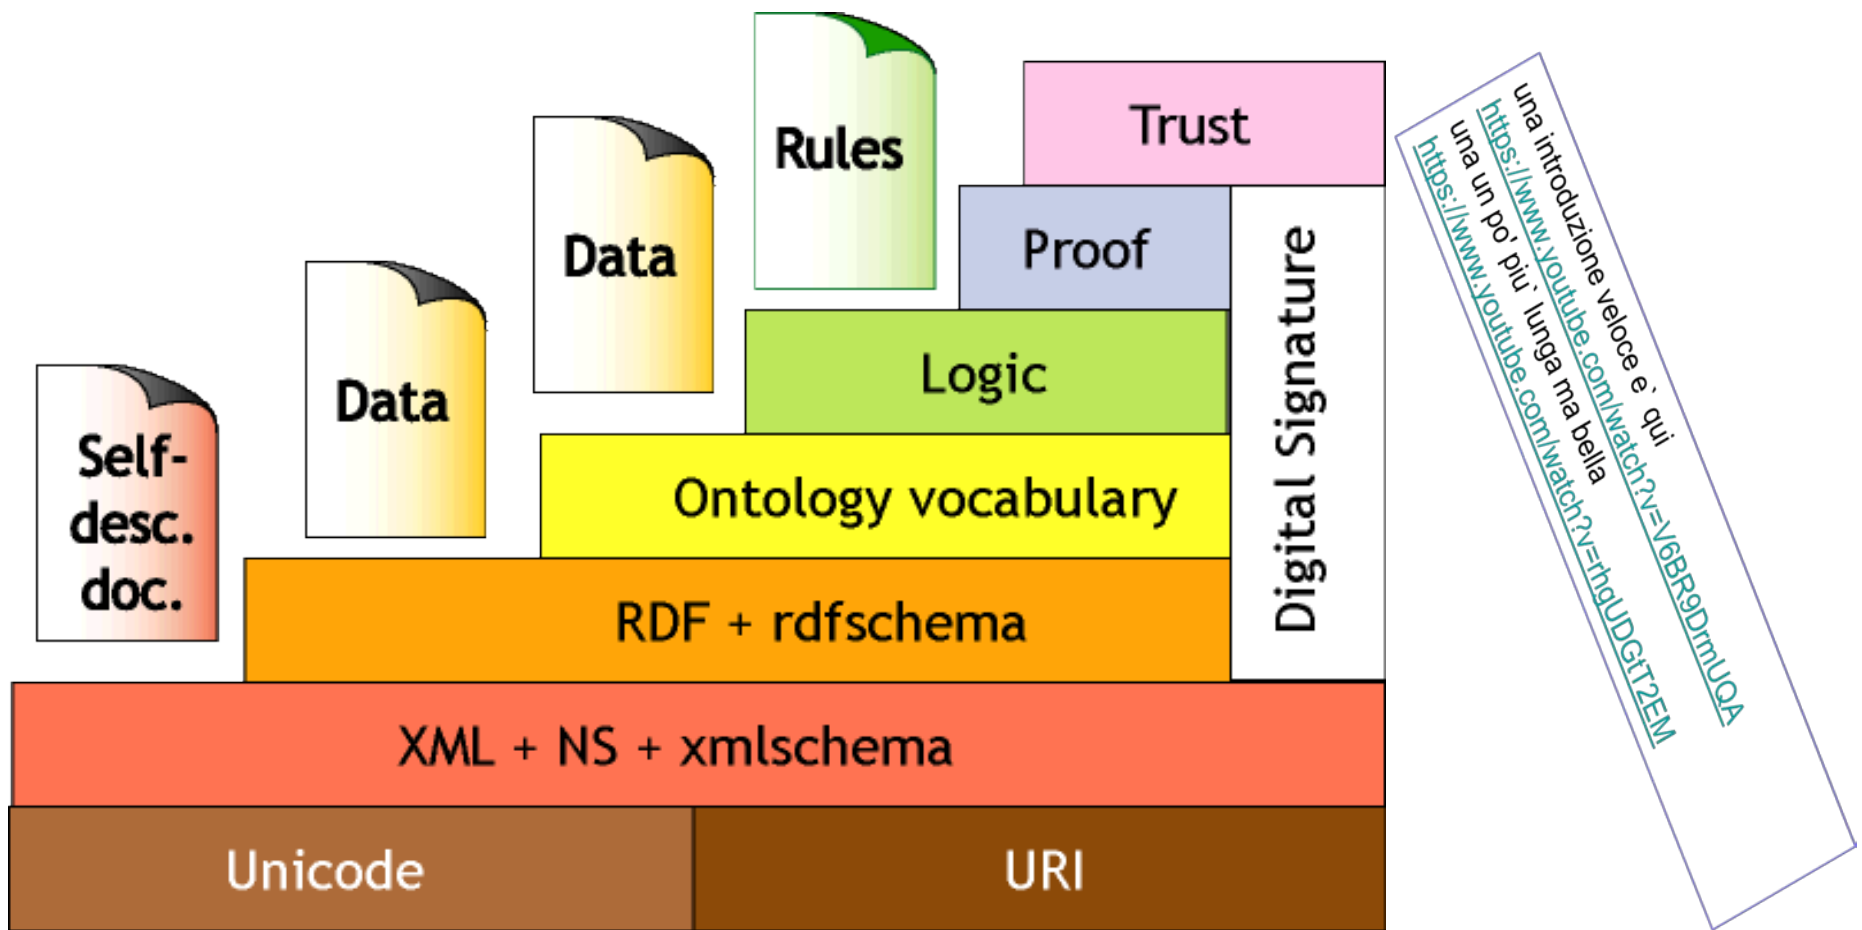 Rules
Trust
Data
Proof
Data
Logic
Self-
desc.
doc.
Ontology vocabulary
Digital Signature
RDF + rdfschema
XML + NS + xmlschema
Unicode
URI
una introduzione veloce e` qui
https://www.youtube.com/watch?v=V6BR9DrmUQA
una un po' più` lunga ma bella
https://www.youtube.com/watch?v=rhgUDGtT2EM